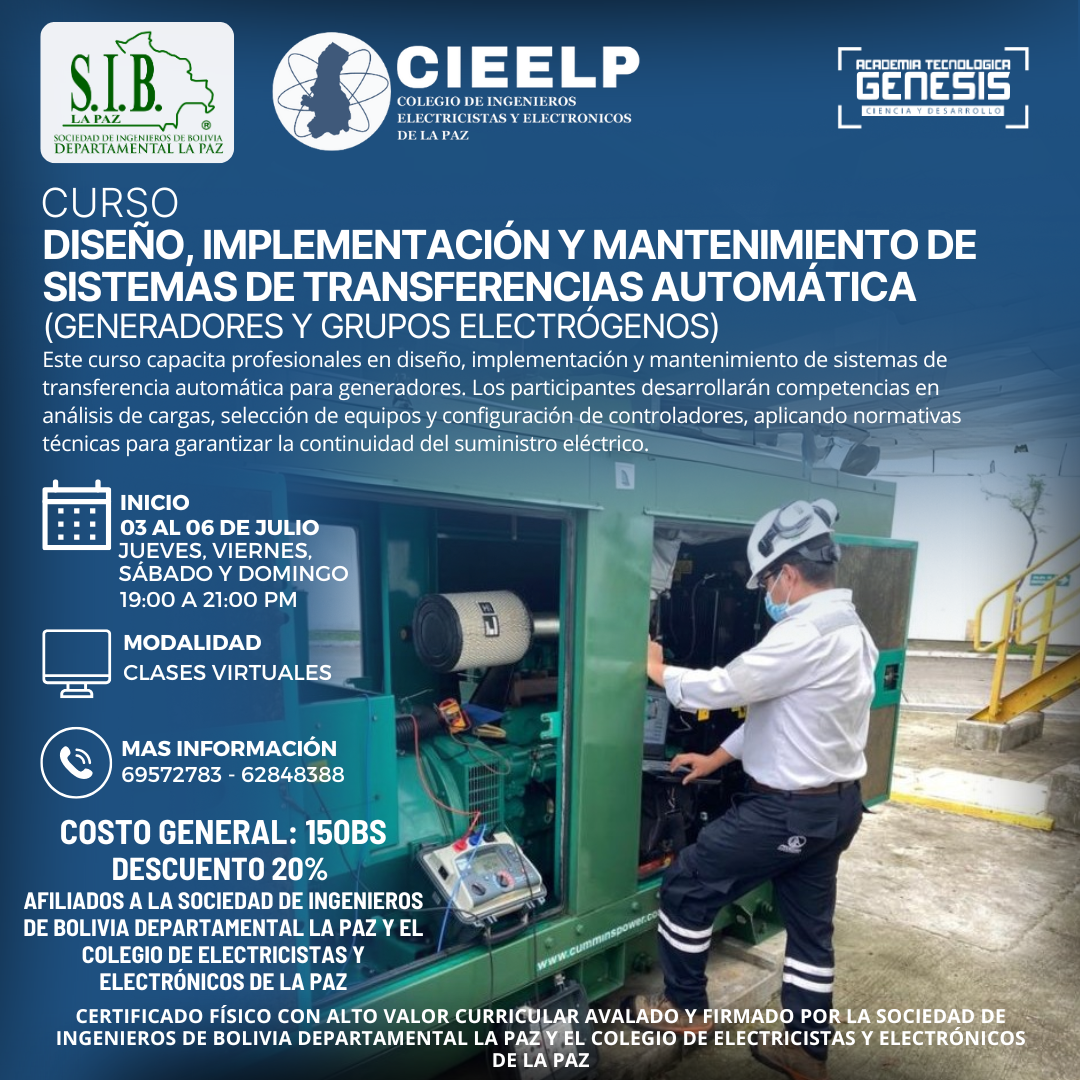 S.I.B.
LA PAZ
®
SOCIEDAD DE INGENIEROS DE BOLIVIA
DEPARTAMENTAL LA PAZ
CIEELP
COLEGIO DE INGENIEROS
ELECTRICISTAS Y ELECTRONICOS
DE LA PAZ
ACADEMIA TECNOLOGICA
GENESIS
CIENCIA Y DESARROLLO
CURSO
DISEÑO, IMPLEMENTACIÓN Y MANTENIMIENTO DE
SISTEMAS DE TRANSFERENCIAS AUTOMÁTICA
(GENERADORES Y GRUPOS ELECTRÓGENOS)
Este curso capacita profesionales en diseño, implementación y mantenimiento de sistemas de
transferencia automática para generadores. Los participantes desarrollarán competencias en
análisis de cargas, selección de equipos y configuración de controladores, aplicando normativas
técnicas para garantizar la continuidad del suministro eléctrico.
INICIO
03 AL 06 DE JULIO
JUEVES, VIERNES,
SÁBADO Y DOMINGO
19:00 A 21:00 PM
MODALIDAD
CLASES VIRTUALES
MAS INFORMACIÓN
69572783 - 62848388
COSTO GENERAL: 150BS
DESCUENTO 20%
AFILIADOS A LA SOCIEDAD DE INGENIEROS
DE BOLIVIA DEPARTAMENTAL LA PAZ Y EL
COLEGIO DE ELECTRICISTAS Y
ELECTRÓNICOS DE LA PAZ
www.cumminspower.co
CERTIFICADO FÍSICO CON ALTO VALOR CURRICULAR AVALADO Y FIRMADO POR LA SOCIEDAD DE
INGENIEROS DE BOLIVIA DEPARTAMENTAL LA PAZ Y EL COLEGIO DE ELECTRICISTAS Y ELECTRÓNICOS
DE LA PAZ